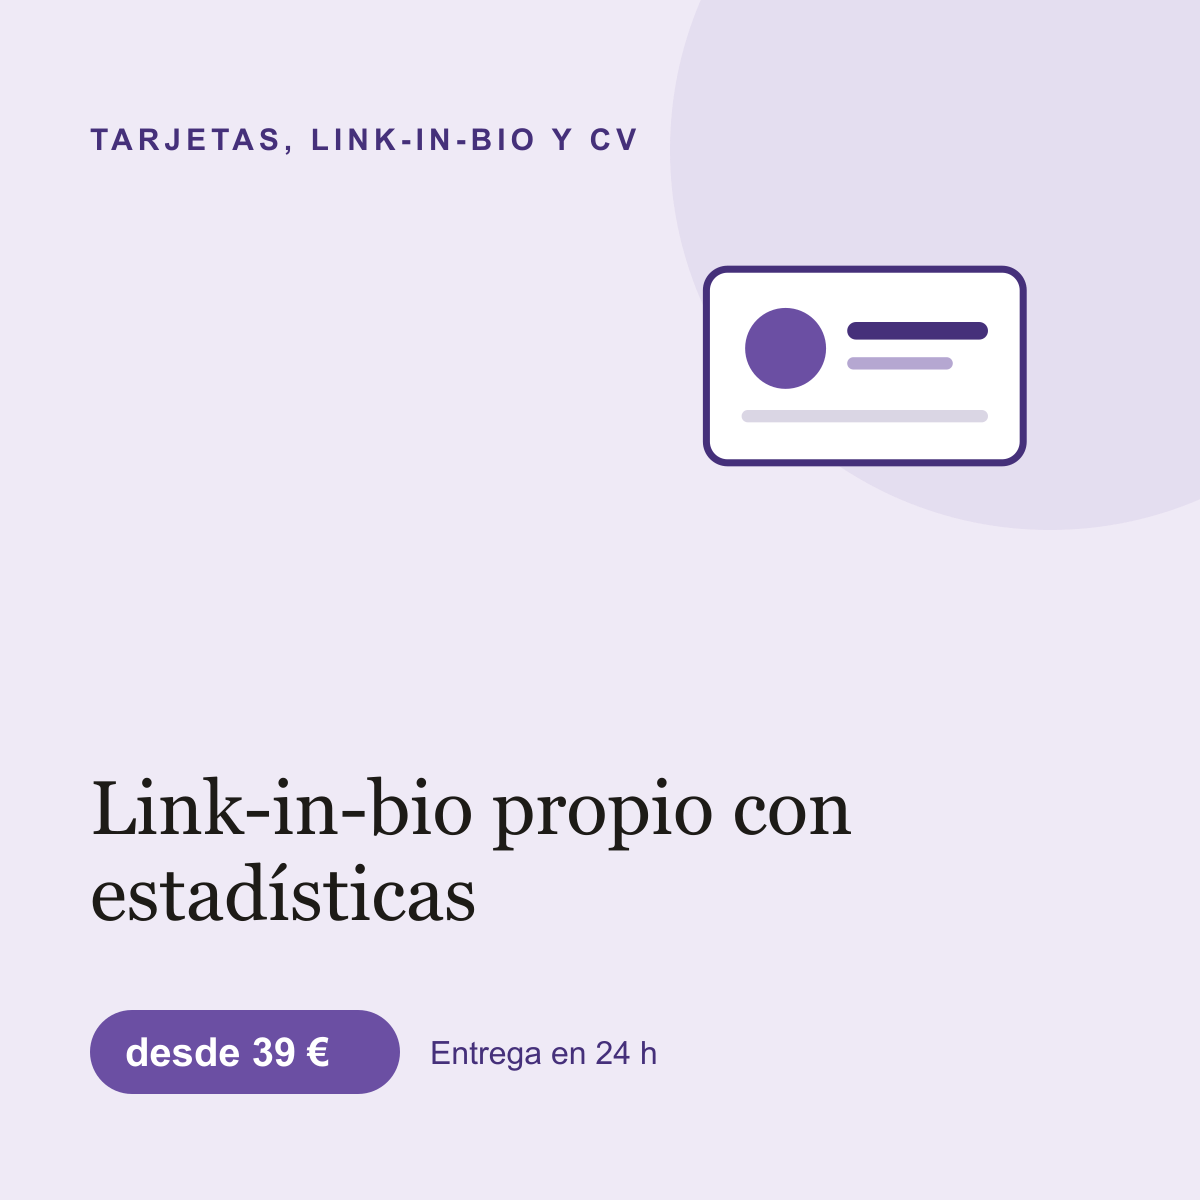 TARJETAS, LINK-IN-BIO Y CV
Link-in-bio propio con
estadísticas
desde 39 €
Entrega en 24 h